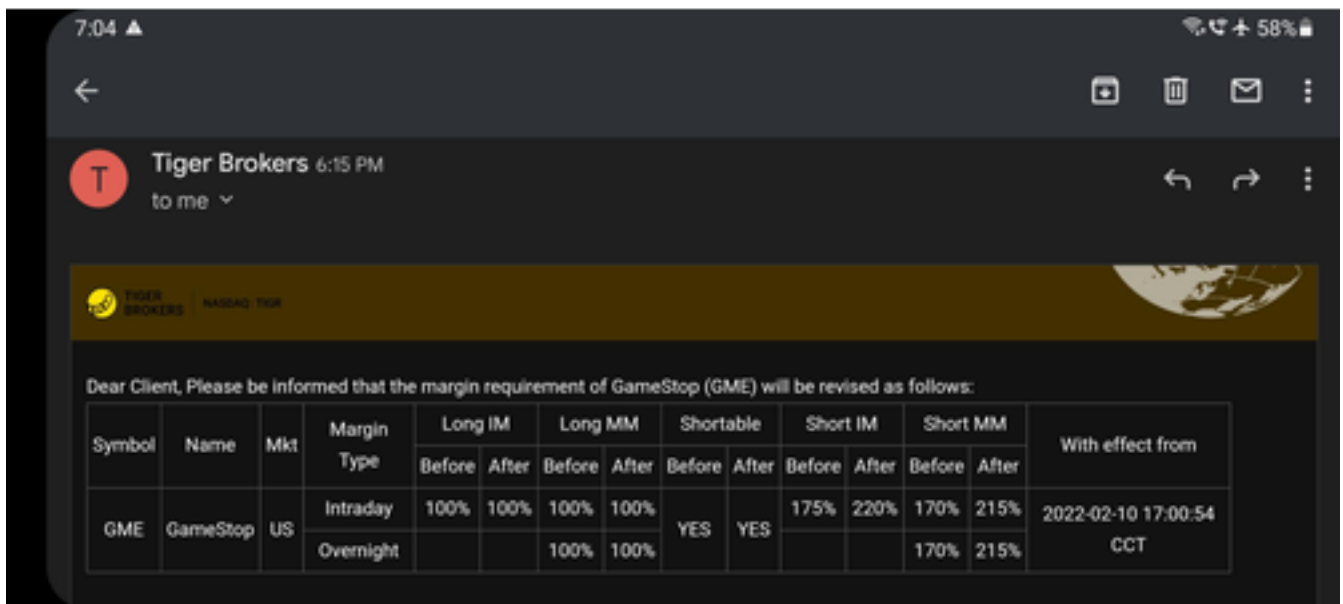 7:04
58%
T
Tiger Brokers 6:15 PM
to me
TIGER
BROKERS
NASDAQ: TIGR
Dear Client, Please be informed that the margin requirement of GameStop (GME) will be revised as follows:
Symbol Name Mkt Margin Type Long IM Long MM Shortable Short IM Short MM With effect from
Before After Before After Before After Before After Before After
GME GameStop US Intraday 100% 100% 100% 100% YES YES 175% 220% 170% 215% 2022-02-10 17:00:54 CCT
Overnight 100% 100% 170% 215%